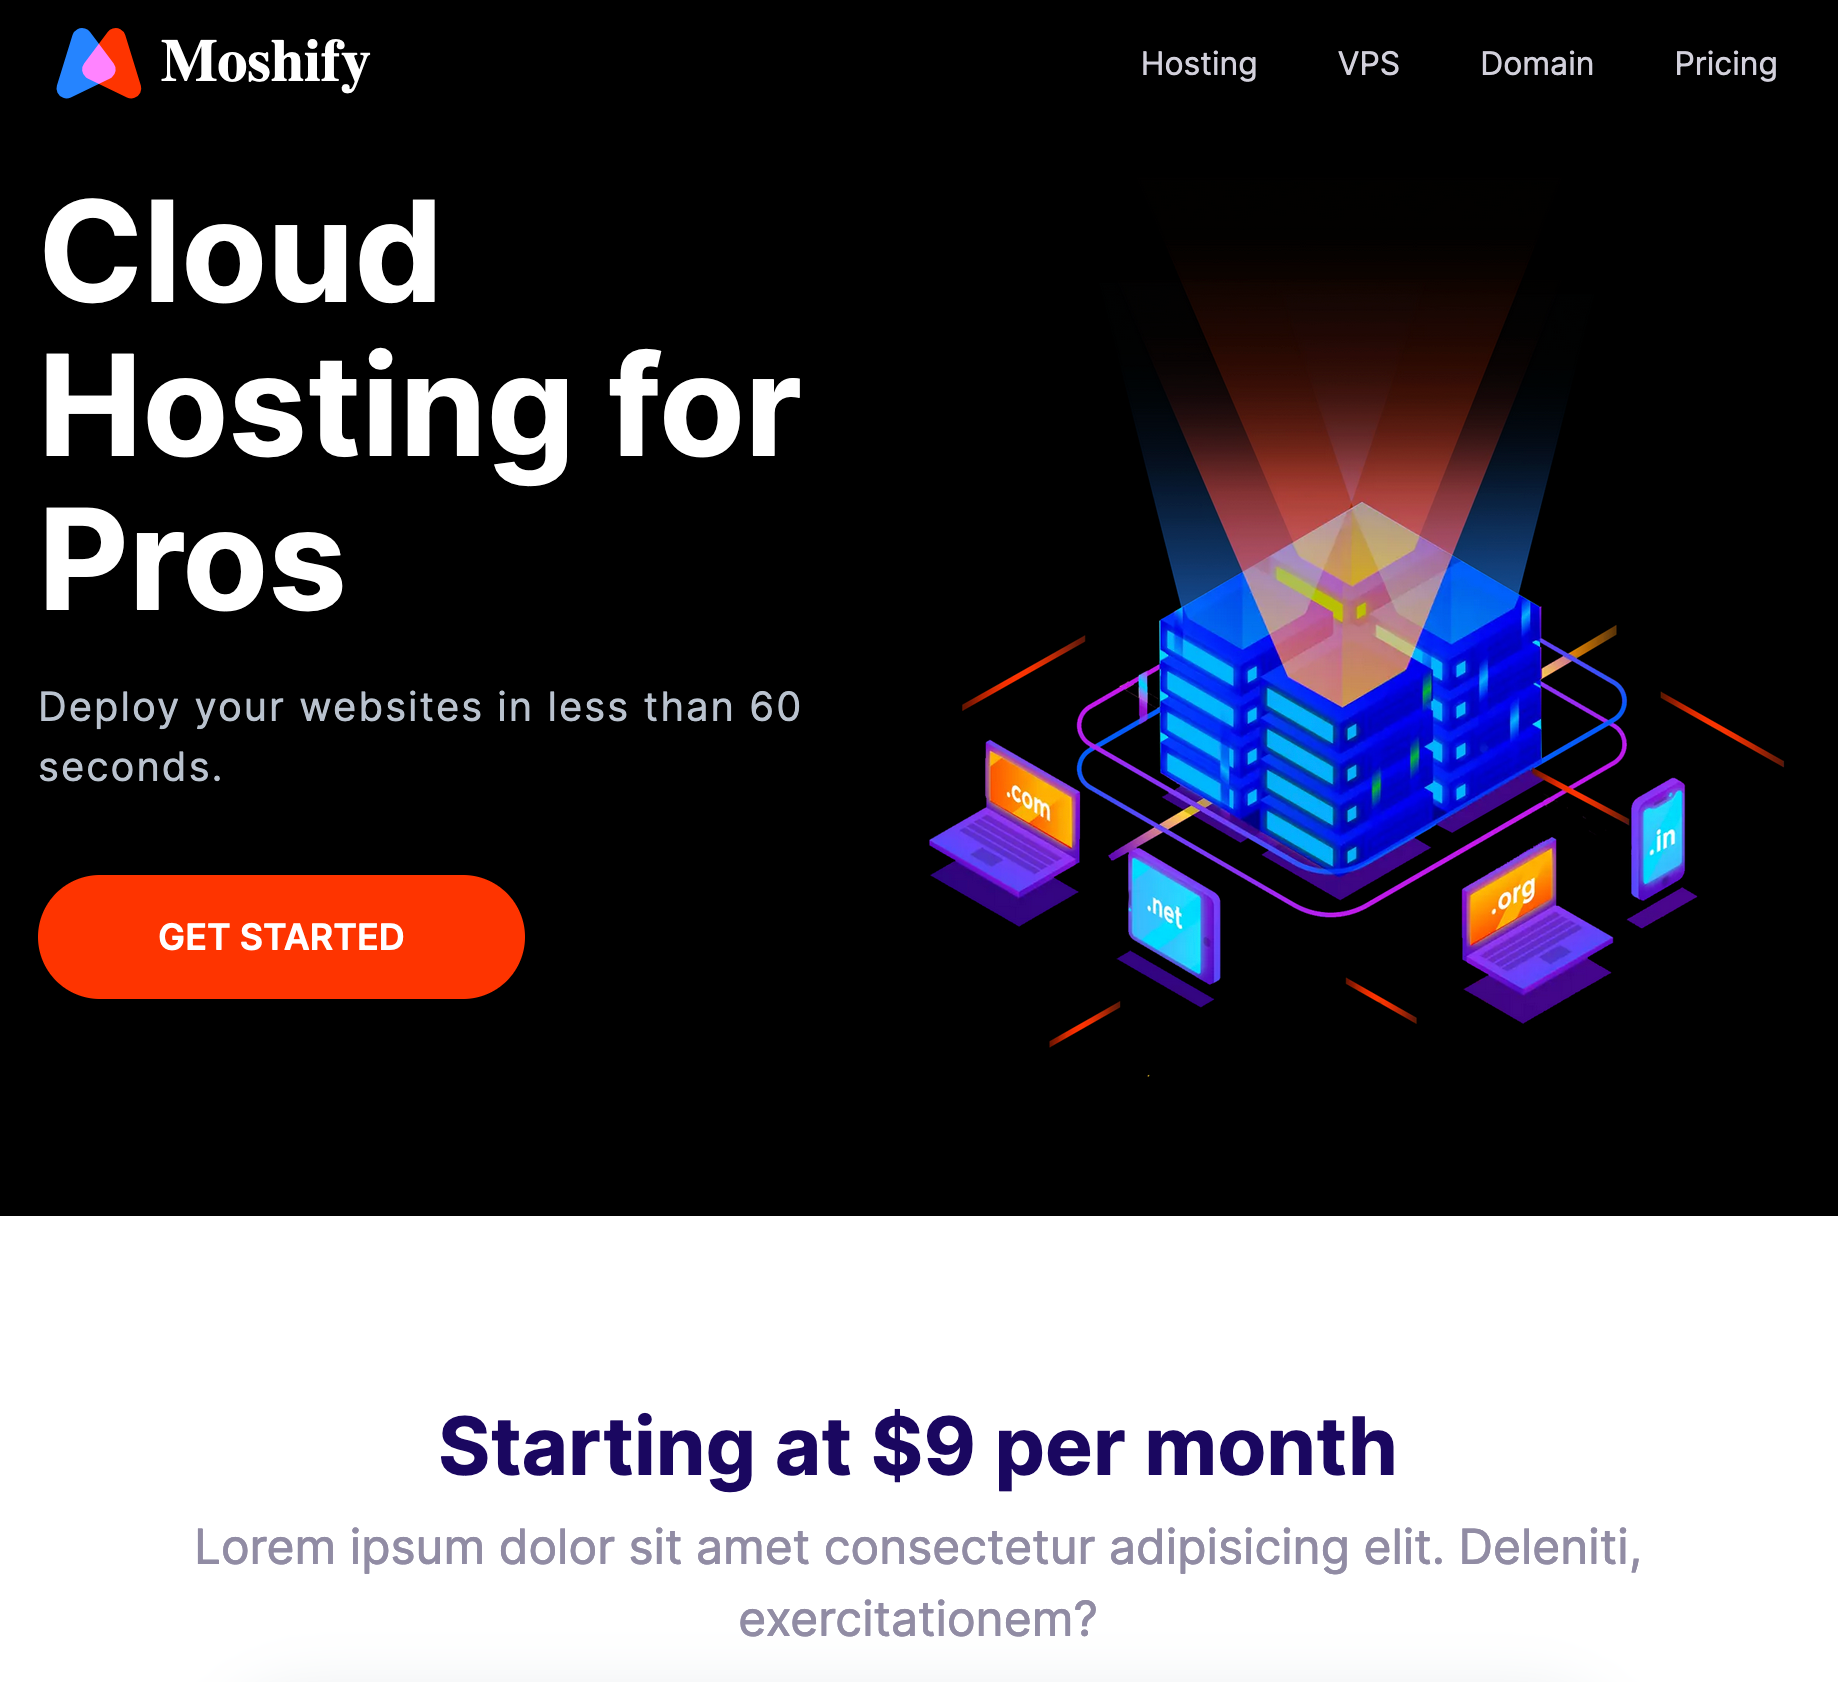 Moshify
Hosting
VPS
Domain
Pricing
Cloud
Hosting for
Pros
Deploy your websites in less than 60
seconds.
GET STARTED
.com
.net
.org
.in
Starting at $9 per month
Lorem ipsum dolor sit amet consectetur adipisicing elit. Deleniti,
exercitationem?